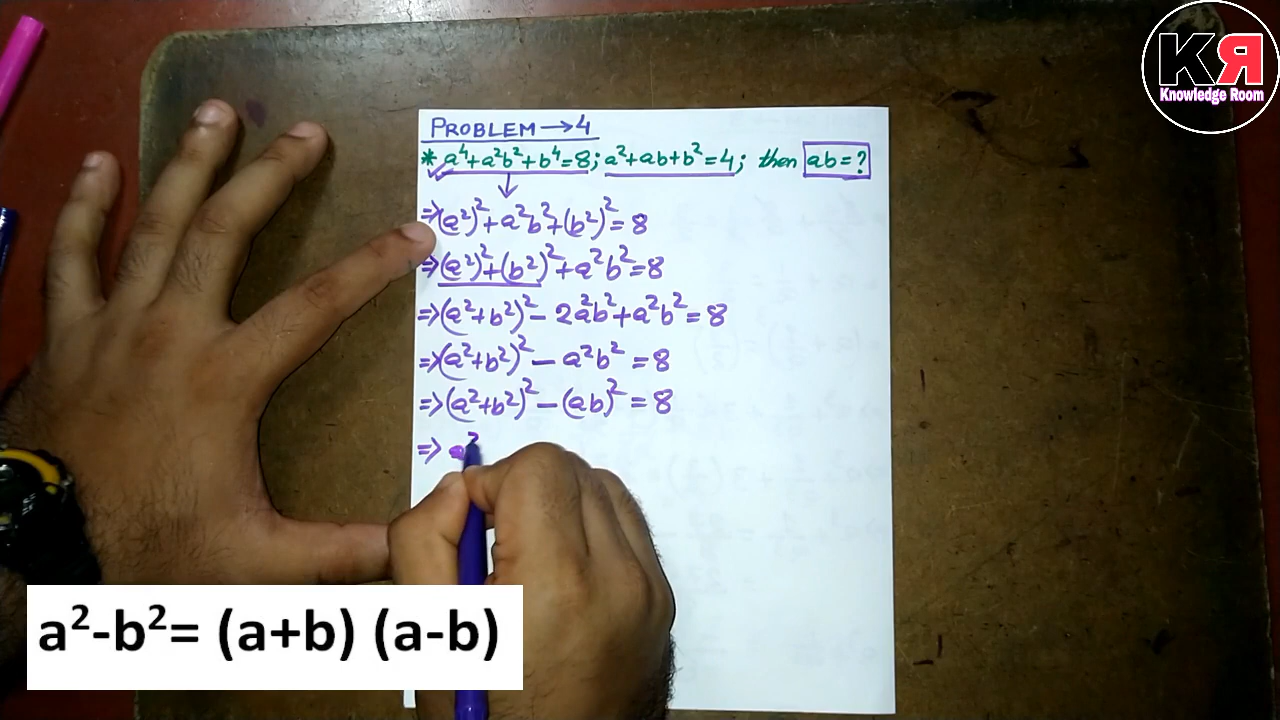 KЯ
Knowledge Room
PROBLEM → 4
* a⁴+a²b²+b⁴=8; a²+ab+b²=4; then ab=?
⇒(a²)²+a²b²+(b²)²=8
⇒(a²)²+(b²)²+a²b²=8
⇒(a²+b²)²-2a²b²+a²b²=8
⇒(a²+b²)²-a²b²=8
⇒(a²+b²)²-(ab)²=8
⇒ a²
a²-b²= (a+b) (a-b)